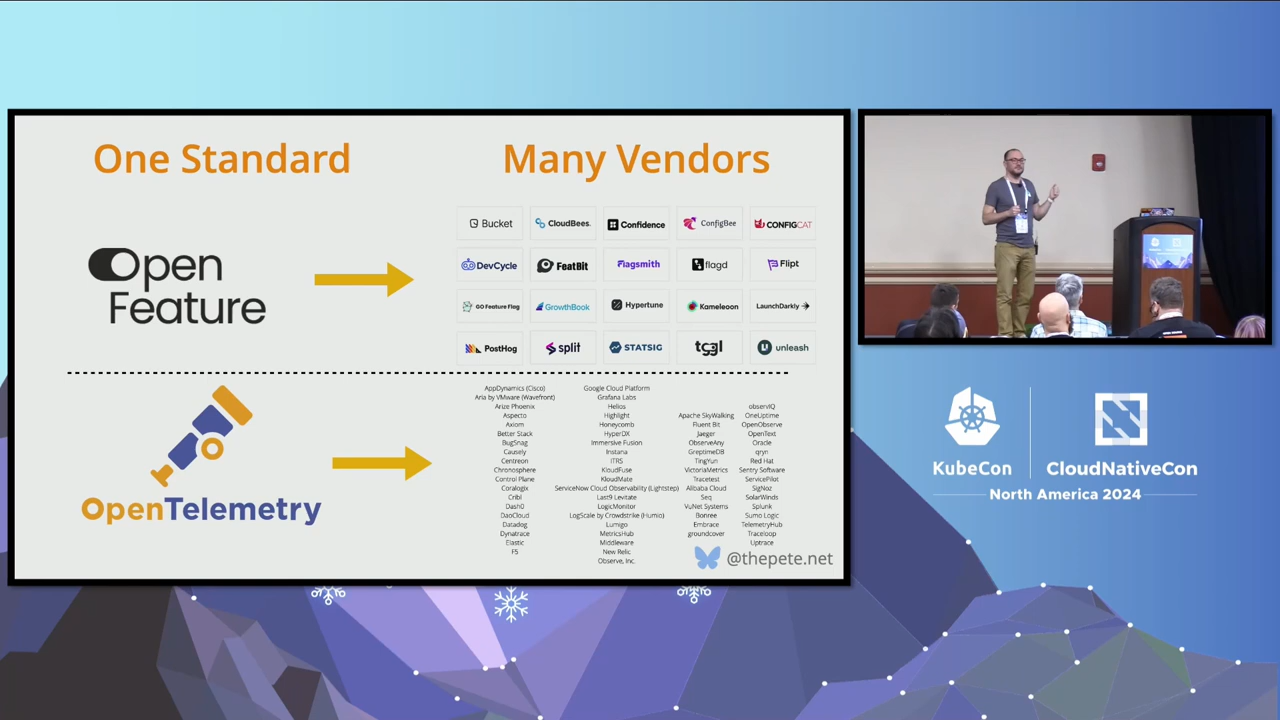 One Standard
Many Vendors
Open
Feature
Bucket
CloudBees.
Confidence
ConfigBee
CONFIGCAT
DevCycle
FeatBit
Flagsmith
flagd
Flipt
GO Feature Flag
GrowthBook
Hypertune
Kameleoon
LaunchDarkly
PostHog
split
STATSIG
tggl
unleash
OpenTelemetry
AppDynamics (Cisco)
Aria by VMware (Wavefront)
Arize Phoenix
Aspecto
Axiom
Better Stack
BugSnag
Causely
Centreon
Chronosphere
Control Plane
Coralogix
Cribl
Dash0
DaoCloud
Datadog
Dynatrace
Elastic
F5
Google Cloud Platform
Grafana Labs
Helios
Highlight
Honeycomb
HyperDX
Immersive Fusion
Instana
ITRS
KloudFuse
KloudMate
ServiceNow Cloud Observability (Lightstep)
Last9 Levitate
LogicMonitor
LogScale by Crowdstrike (Humio)
Lumigo
MetricsHub
Middleware
New Relic
Observe, Inc.
Apache SkyWalking
Fluent Bit
Jaeger
ObserveAny
GreptimeDB
TingYun
VictoriaMetrics
Tracetest
Alibaba Cloud
Seq
VuNet Systems
Bonree
Embrace
groundcover
observIQ
OneUptime
OpenObserve
OpenText
Oracle
qryn
Red Hat
Sentry Software
ServicePilot
SigNoz
SolarWinds
Splunk
Sumo Logic
TelemetryHub
Traceloop
Uptrace
@thepete.net
KubeCon
CloudNativeCon
North America 2024